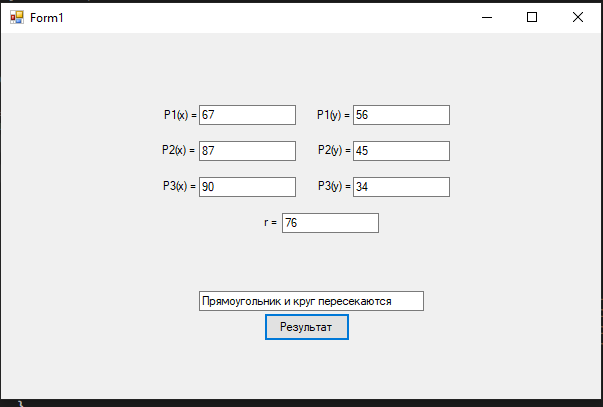 Form1
P1(x) = 67 P1(y) = 56
P2(x) = 87 P2(y) = 45
P3(x) = 90 P3(y) = 34
r = 76
Прямоугольник и круг пересекаются
Результат
}